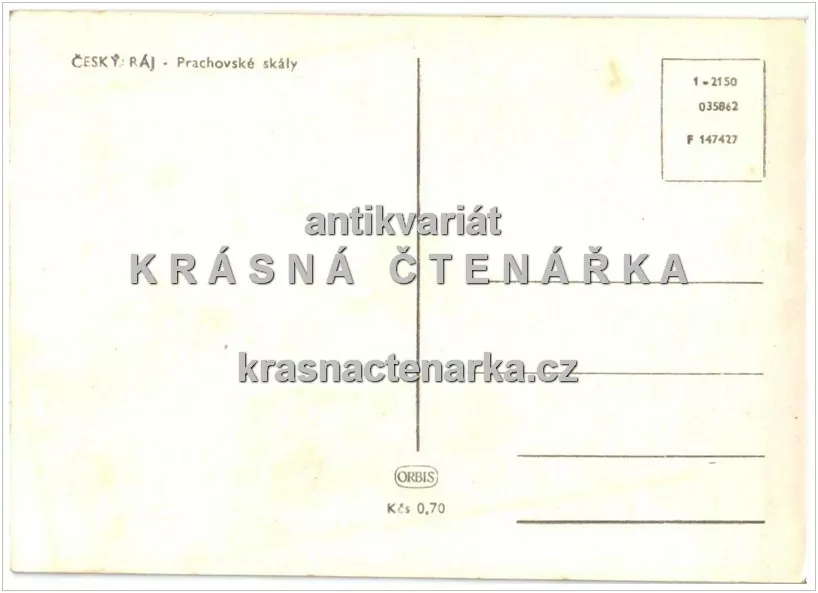 ČESKÝ RÁJ - Prachovské skály
1-2150
035862
F 147427
antikvariát
KRÁSNÁ ČTENÁŘKA
krasnactenarka.cz
ORBIS
Kčs 0,70